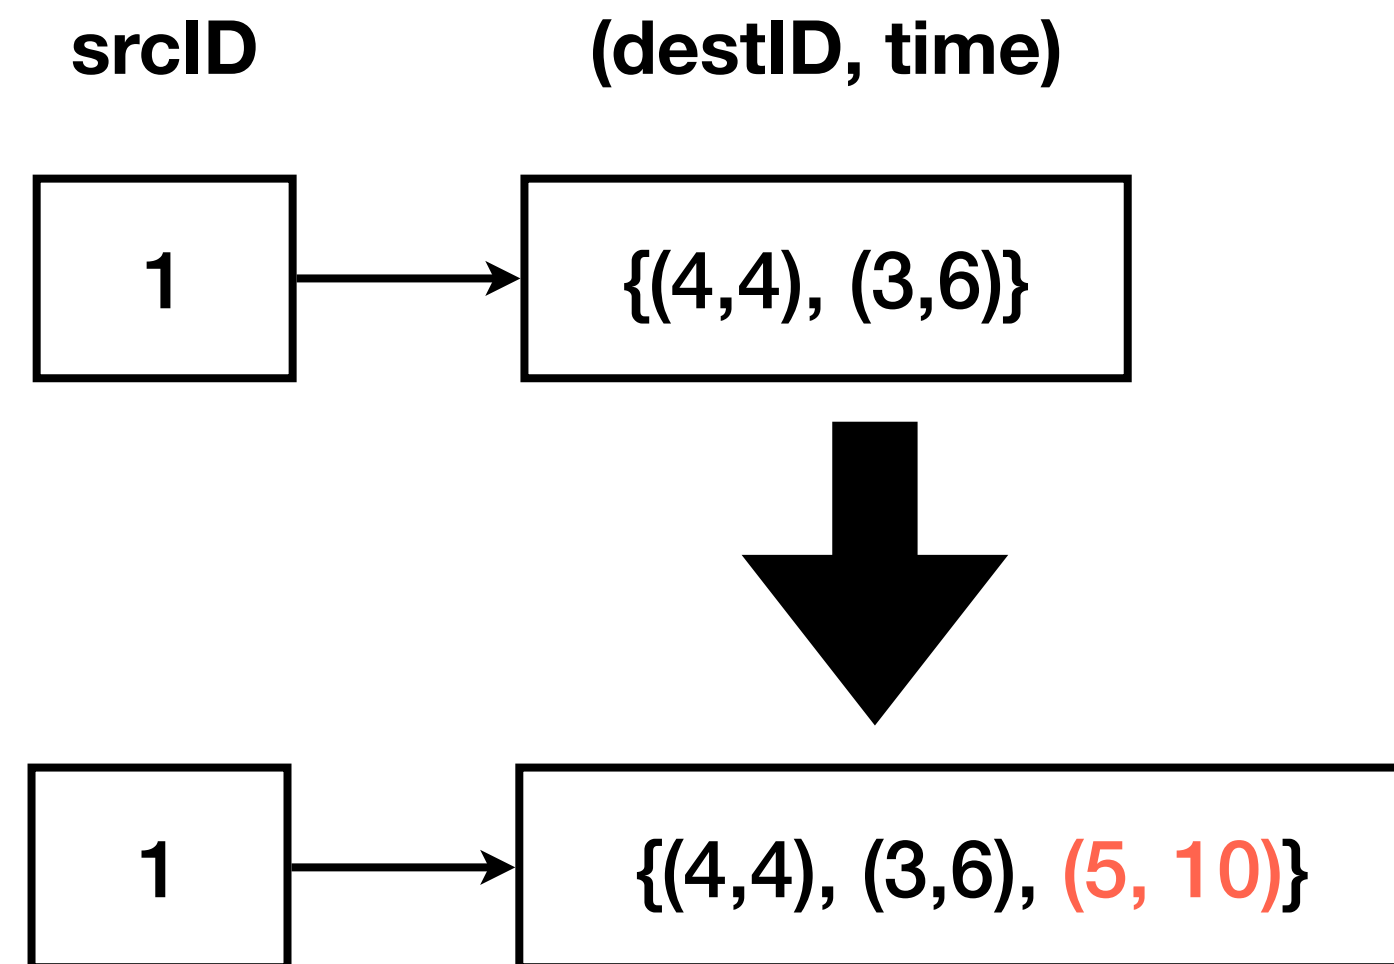 srcID (destID, time)
1 {(4,4), (3,6)}
1 {(4,4), (3,6), (5, 10)}